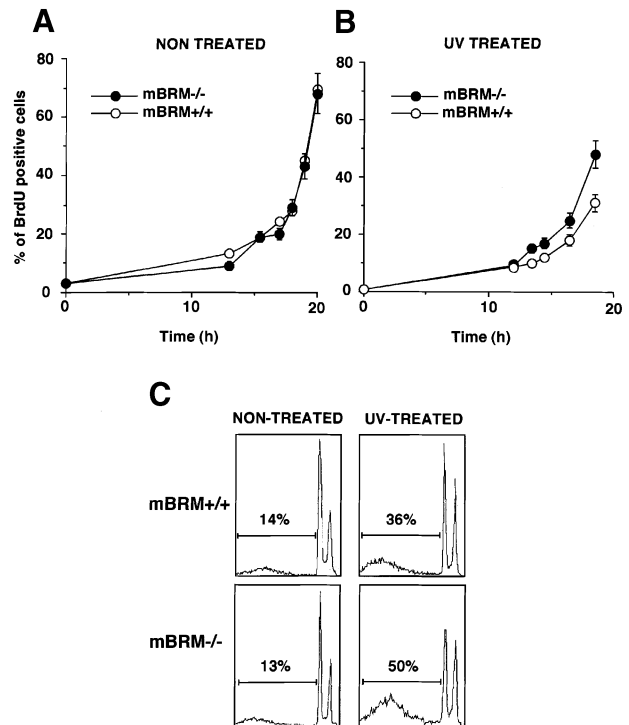 A
B
NON TREATED
UV TREATED
80
60
40
20
0
% of BrdU positive cells
mBRM-/-
mBRM+/+
0
10
20
Time (h)
80
60
40
20
0
mBRM-/-
mBRM+/+
0
10
20
Time (h)
C
NON-TREATED
UV-TREATED
mBRM+/+
14%
36%
mBRM-/-
13%
50%